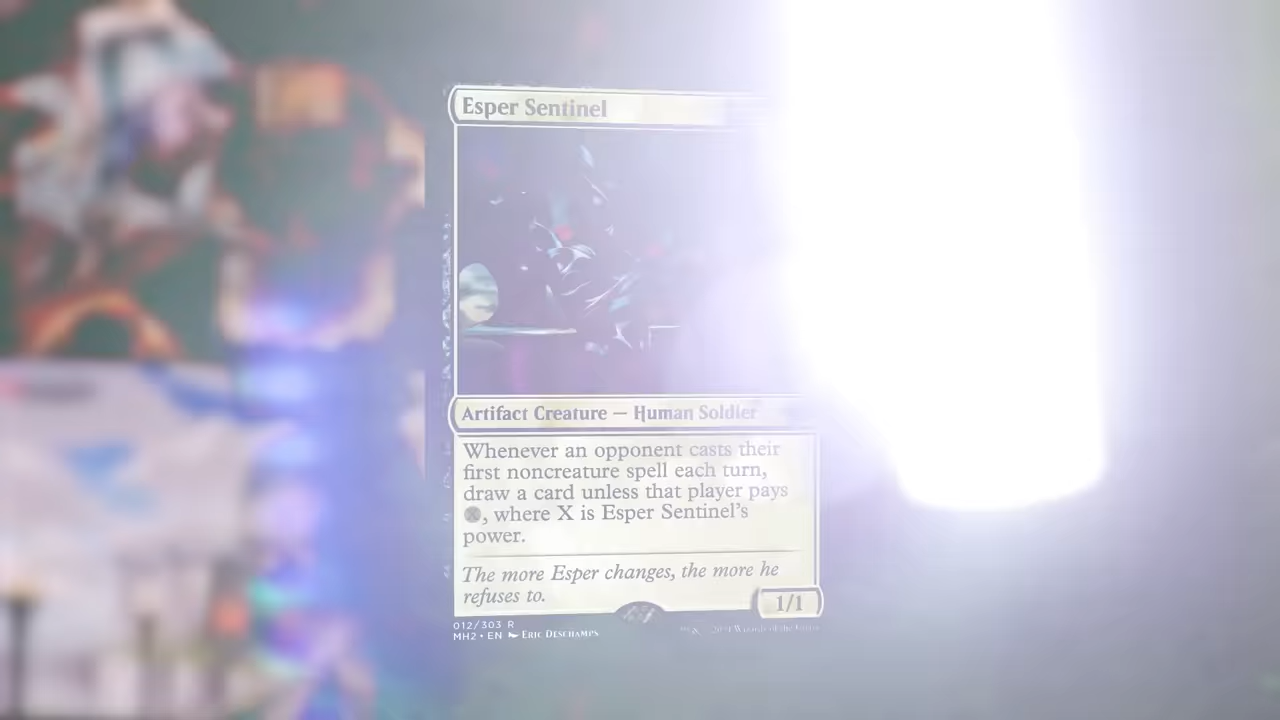 Esper Sentinel
Artifact Creature — Human Soldier
Whenever an opponent casts their
first noncreature spell each turn,
draw a card unless that player pays
X, where X is Esper Sentinel's
power.
The more Esper changes, the more he
refuses to.
1/1
012/303 R
MH2 • EN Eric Deschamps